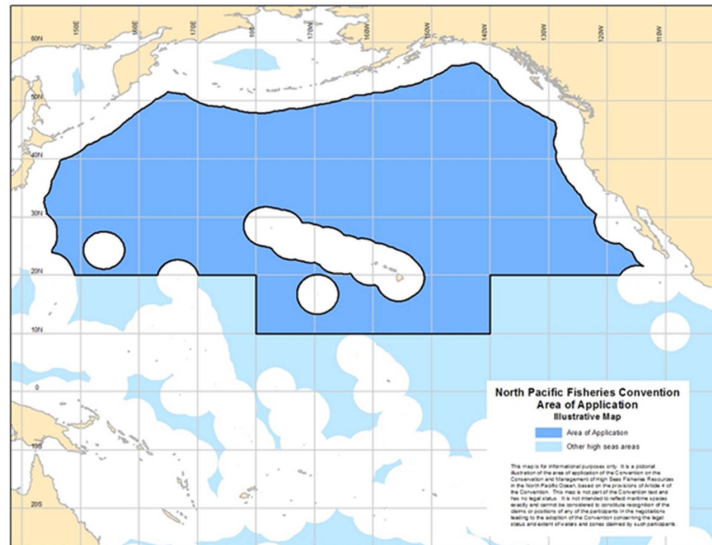 150E 160E 170E 180 170W 160W 150W 140W 130W 120W 110W
60N
50N
40N
30N
20N
10N
0
10S
20S
North Pacific Fisheries Convention
Area of Application
Illustrative Map
Area of Application
Other high seas areas
This map is for informational purposes only. It is a pictorial
illustration of the area of application of the Convention on the
Conservation and Management of High Seas Fisheries Resources
in the North Pacific Ocean, based on the provisions of Article 4 of
the Convention. This map is not part of the Convention text and
has no legal status. It is not intended to reflect maritime spaces
exactly and cannot be considered to constitute recognition of the
claims or positions of any of the participants in the negotiations
leading to the adoption of the Convention concerning the legal
status and extent of waters and zones claimed by such participants.